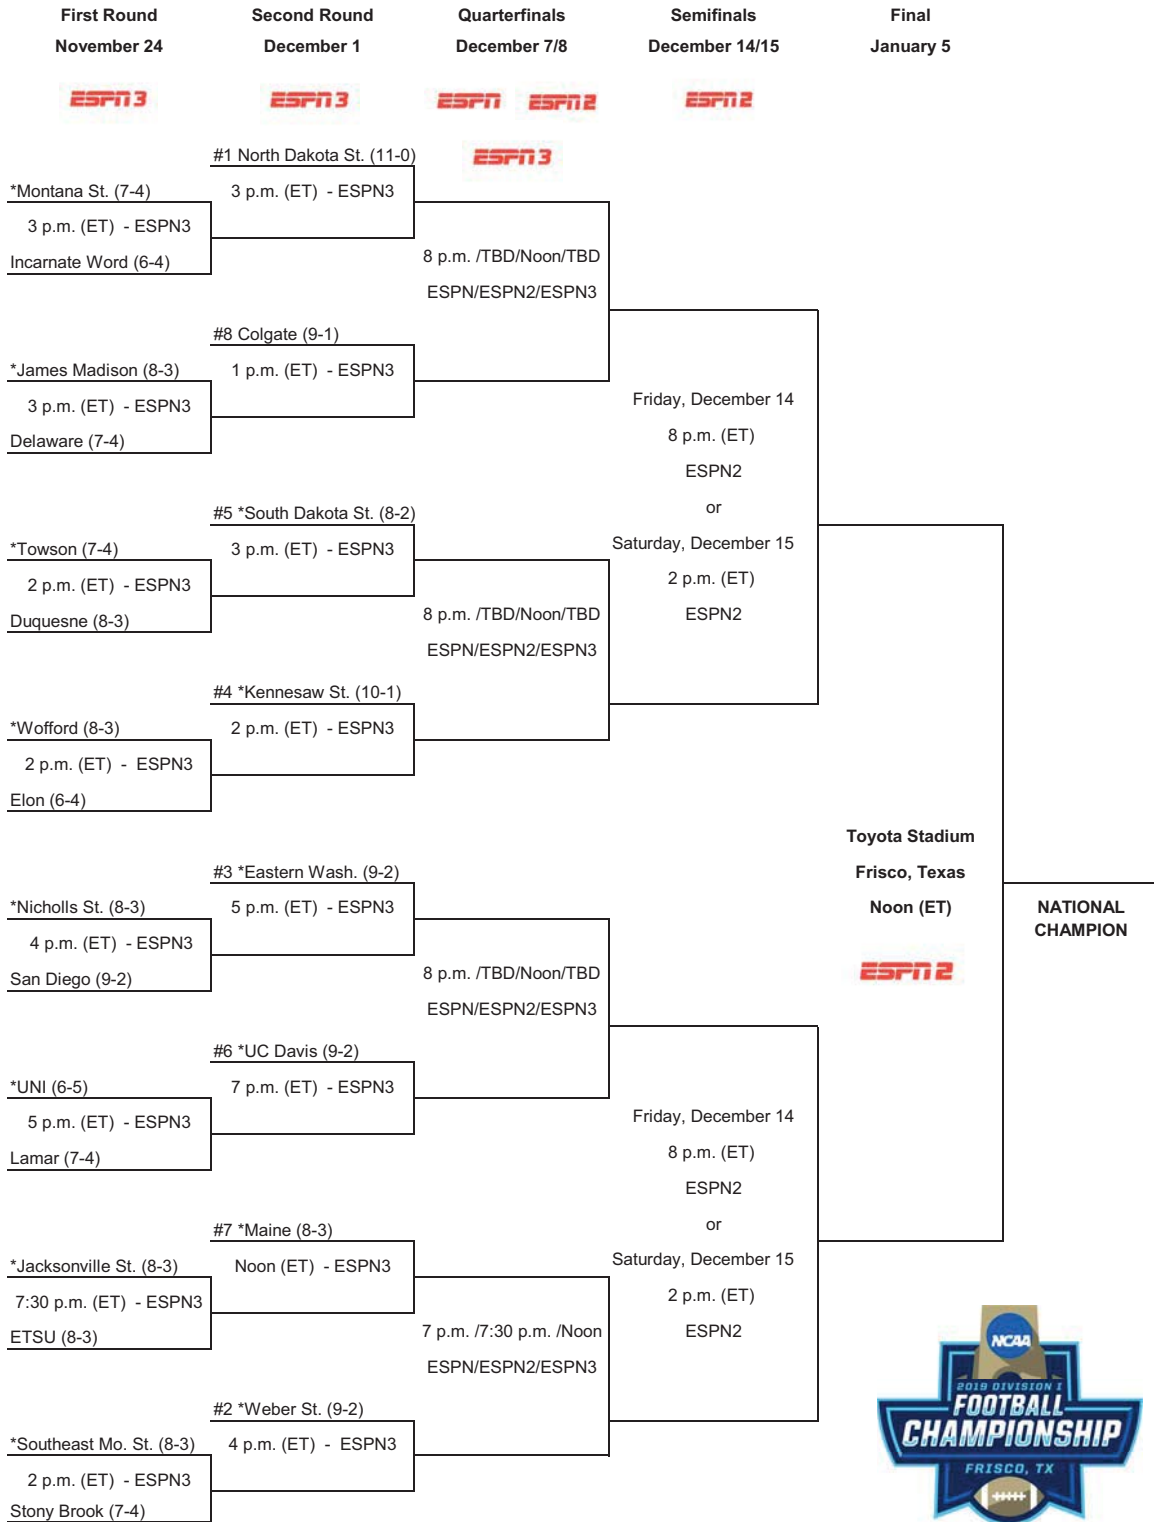 First Round
November 24
ESPN3
Second Round
December 1
ESPN3
Quarterfinals
December 7/8
ESPN ESPN2
ESPN3
Semifinals
December 14/15
ESPN2
Final
January 5
*Montana St. (7-4)
3 p.m. (ET) - ESPN3
Incarnate Word (6-4)
*James Madison (8-3)
3 p.m. (ET) - ESPN3
Delaware (7-4)
*Towson (7-4)
2 p.m. (ET) - ESPN3
Duquesne (8-3)
*Wofford (8-3)
2 p.m. (ET) - ESPN3
Elon (6-4)
*Nicholls St. (8-3)
4 p.m. (ET) - ESPN3
San Diego (9-2)
*UNI (6-5)
5 p.m. (ET) - ESPN3
Lamar (7-4)
*Jacksonville St. (8-3)
7:30 p.m. (ET) - ESPN3
ETSU (8-3)
*Southeast Mo. St. (8-3)
2 p.m. (ET) - ESPN3
Stony Brook (7-4)
#1 North Dakota St. (11-0)
3 p.m. (ET) - ESPN3
#8 Colgate (9-1)
1 p.m. (ET) - ESPN3
#5 *South Dakota St. (8-2)
3 p.m. (ET) - ESPN3
#4 *Kennesaw St. (10-1)
2 p.m. (ET) - ESPN3
#3 *Eastern Wash. (9-2)
5 p.m. (ET) - ESPN3
#6 *UC Davis (9-2)
7 p.m. (ET) - ESPN3
#7 *Maine (8-3)
Noon (ET) - ESPN3
#2 *Weber St. (9-2)
4 p.m. (ET) - ESPN3
8 p.m. /TBD/Noon/TBD
ESPN/ESPN2/ESPN3
8 p.m. /TBD/Noon/TBD
ESPN/ESPN2/ESPN3
8 p.m. /TBD/Noon/TBD
ESPN/ESPN2/ESPN3
7 p.m. /7:30 p.m. /Noon
ESPN/ESPN2/ESPN3
Friday, December 14
8 p.m. (ET)
ESPN2
or
Saturday, December 15
2 p.m. (ET)
ESPN2
Friday, December 14
8 p.m. (ET)
ESPN2
or
Saturday, December 15
2 p.m. (ET)
ESPN2
Toyota Stadium
Frisco, Texas
Noon (ET)
ESPN2
NATIONAL
CHAMPION
NCAA
2019 DIVISION I
FOOTBALL
CHAMPIONSHIP
FRISCO, TX